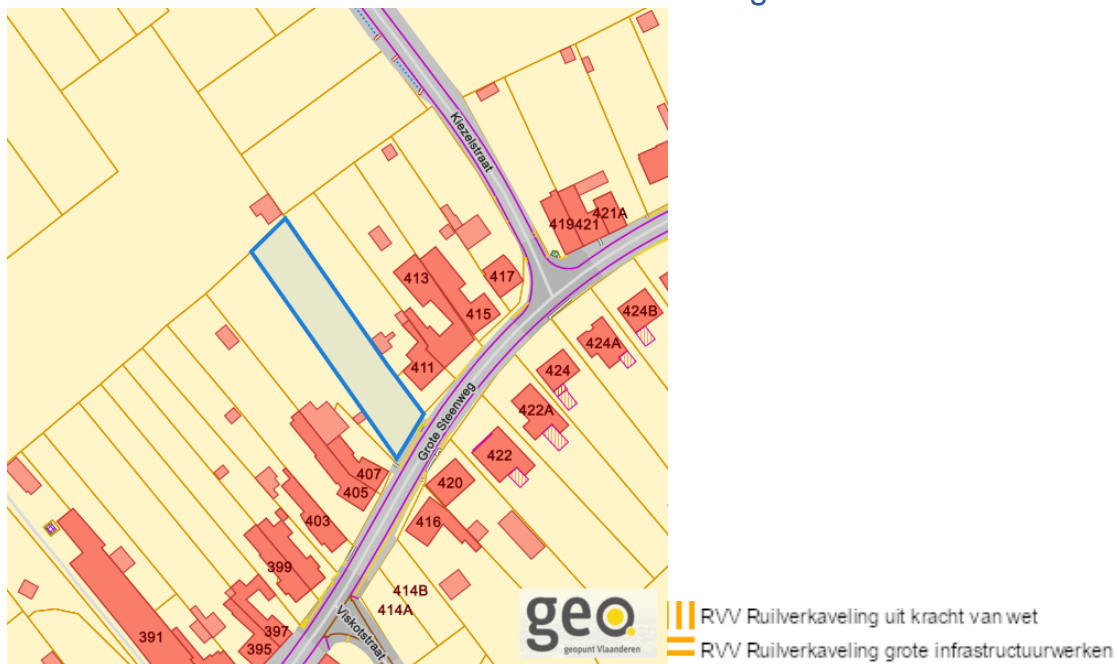 Kiezelstraat
419 421 421A
413
417
415
424B
424A
411
424
422A
Grote Steenweg
422
407
420
405
403
416
399
414B
414A
397
391
395
Viskotstraat
geo
geopunt Vlaanderen
RVV Ruilverkaveling uit kracht van wet
RVV Ruilverkaveling grote infrastructuurwerken